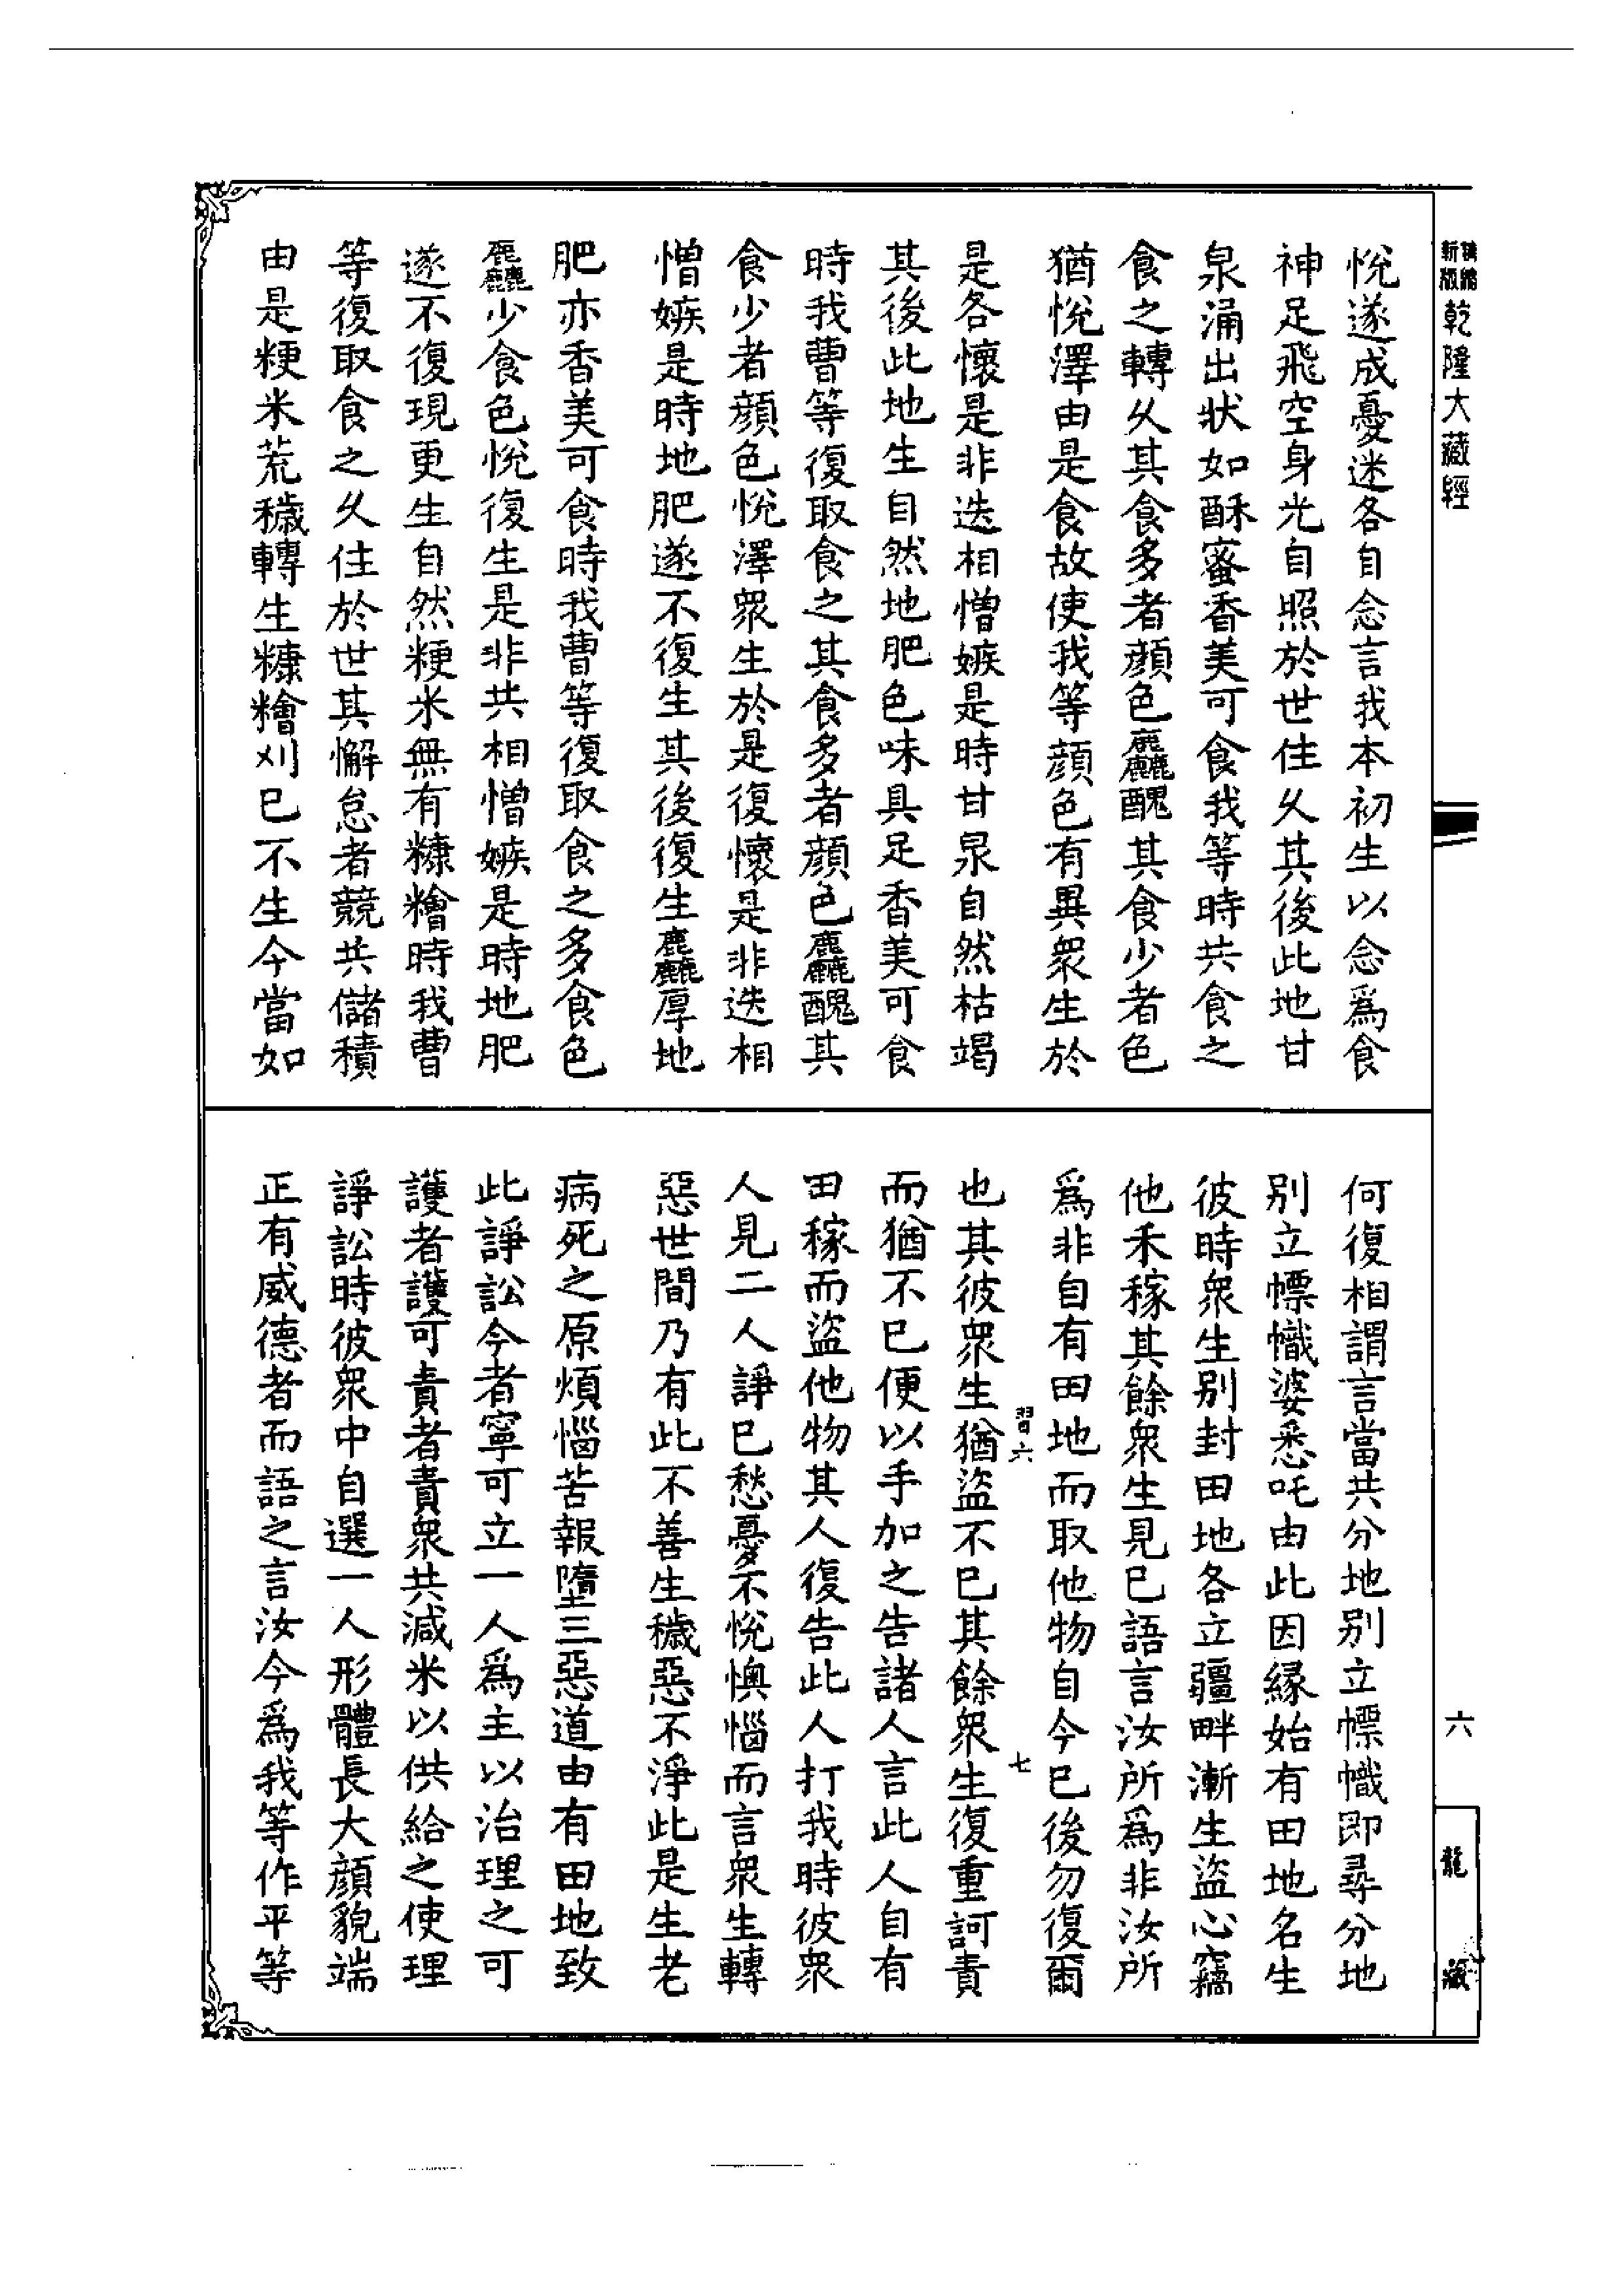 精縮新版乾隆大藏經
悅遂成憂迷各自念言我本初生以念爲食
神足飛空身光自照於世住久其後此地甘
泉涌出狀如酥蜜香美可食我等時共食之
食之轉久其食多者顔色麤醜其食少者色
猶悅澤由是食故使我等顔色有異衆生於
是各懷是非迭相憎嫉是時甘泉自然枯竭
其後此地生自然地肥色味具足香美可食
時我曹等復取食之其食多者顔色麤醜其
食少者顔色悅澤衆生於是復懷是非迭相
憎嫉是時地肥遂不復生其後復生麤厚地
肥亦香美可食時我曹等復取食之多食色
麤少食色悅復生是非共相憎嫉是時地肥
遂不復現更生自然粳米無有糠糩時我曹
等復取食之久住於世其懈怠者競共儲積
由是粳米荒穢轉生糠糩刈已不生今當如
何復相謂言當共分地別立幖幟即尋分地
別立幖幟婆悉吒由此因縁始有田地名生
彼時衆生別封田地各立疆畔漸生盜心竊
他禾稼其餘衆生見已語言汝所爲非汝所
爲非自有田地而取他物自今已後勿復爾
習六 七
也其彼衆生猶盜不已其餘衆生復重訶責
而猶不已便以手加之告諸人言此人自有
田稼而盜他物其人復告此人打我時彼衆
人見二人諍已愁憂不悅懊惱而言衆生轉
惡世間乃有此不善生穢惡不淨此是生老
病死之原煩惱苦報墮三惡道由有田地致
此諍訟今者寧可立一人爲主以治理之可
護者護可責者責衆共減米以供給之使理
諍訟時彼衆中自選一人形體長大顔貌端
正有威德者而語之言汝今爲我等作平等
六
龍藏